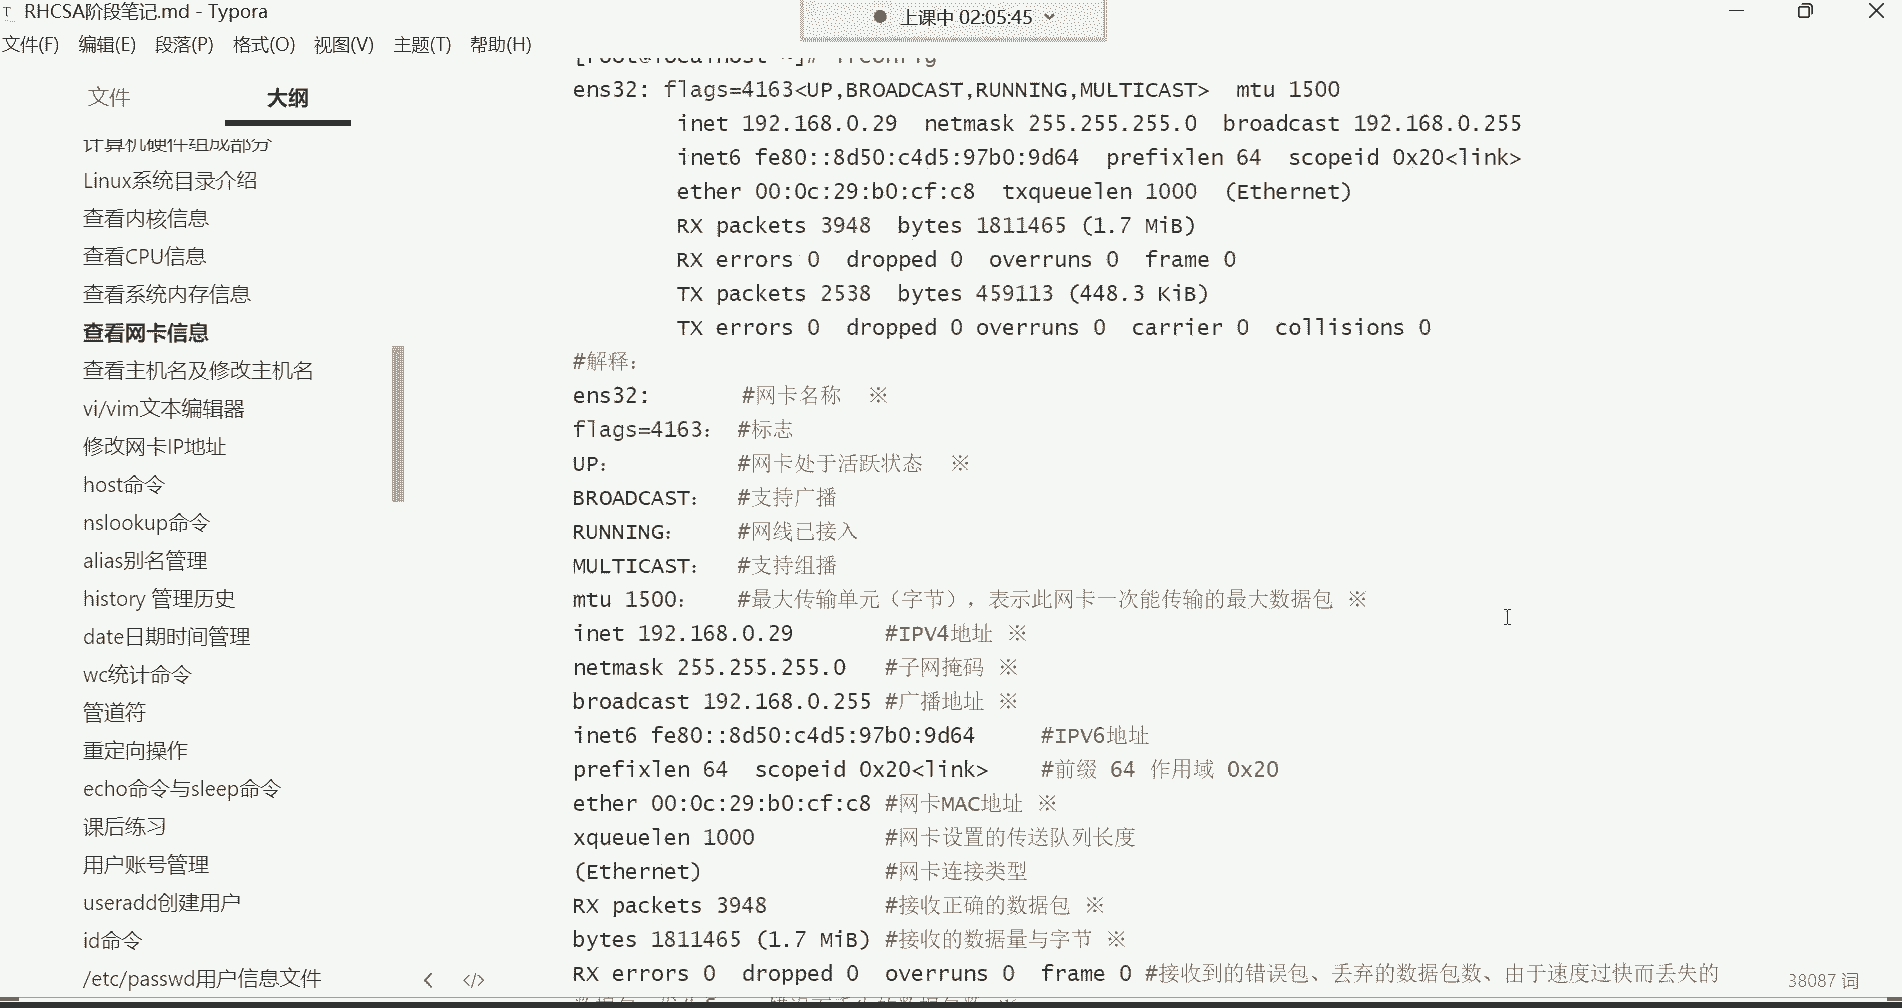 RHCSA阶段笔记.md - Typora
上课中 02:05:45
文件(F) 编辑(E) 段落(P) 格式(O) 视图(V) 主题(T) 帮助(H)
文件 大纲
计算机硬件组成部分
Linux系统目录介绍
查看内核信息
查看CPU信息
查看系统内存信息
查看网卡信息
查看主机名及修改主机名
vi/vim文本编辑器
修改网卡IP地址
host命令
nslookup命令
alias别名管理
history 管理历史
date日期时间管理
wc统计命令
管道符
重定向操作
echo命令与sleep命令
课后练习
用户账号管理
useradd创建用户
id命令
/etc/passwd用户信息文件
[root@localhost ~]# ifconfig
ens32: flags=4163<UP,BROADCAST,RUNNING,MULTICAST>  mtu 1500
inet 192.168.0.29  netmask 255.255.255.0  broadcast 192.168.0.255
inet6 fe80::8d50:c4d5:97b0:9d64  prefixlen 64  scopeid 0x20<link>
ether 00:0c:29:b0:cf:c8  txqueuelen 1000  (Ethernet)
RX packets 3948  bytes 1811465 (1.7 MiB)
RX errors 0  dropped 0  overruns 0  frame 0
TX packets 2538  bytes 459113 (448.3 KiB)
TX errors 0  dropped 0 overruns 0  carrier 0  collisions 0
#解释：
ens32: #网卡名称 ※
flags=4163： #标志
UP： #网卡处于活跃状态 ※
BROADCAST： #支持广播
RUNNING： #网线已接入
MULTICAST： #支持组播
mtu 1500： #最大传输单元（字节），表示此网卡一次能传输的最大数据包 ※
inet 192.168.0.29 #IPV4地址 ※
netmask 255.255.255.0 #子网掩码 ※
broadcast 192.168.0.255 #广播地址 ※
inet6 fe80::8d50:c4d5:97b0:9d64 #IPV6地址
prefixlen 64  scopeid 0x20<link> #前缀 64 作用域 0x20
ether 00:0c:29:b0:cf:c8 #网卡MAC地址 ※
xqueuelen 1000 #网卡设置的传送队列长度
(Ethernet) #网卡连接类型
RX packets 3948 #接收正确的数据包 ※
bytes 1811465 (1.7 MiB) #接收的数据量与字节 ※
RX errors 0  dropped 0  overruns 0  frame 0 #接收到的错误包、丢弃的数据包数、由于速度过快而丢失的
</> 38087 词